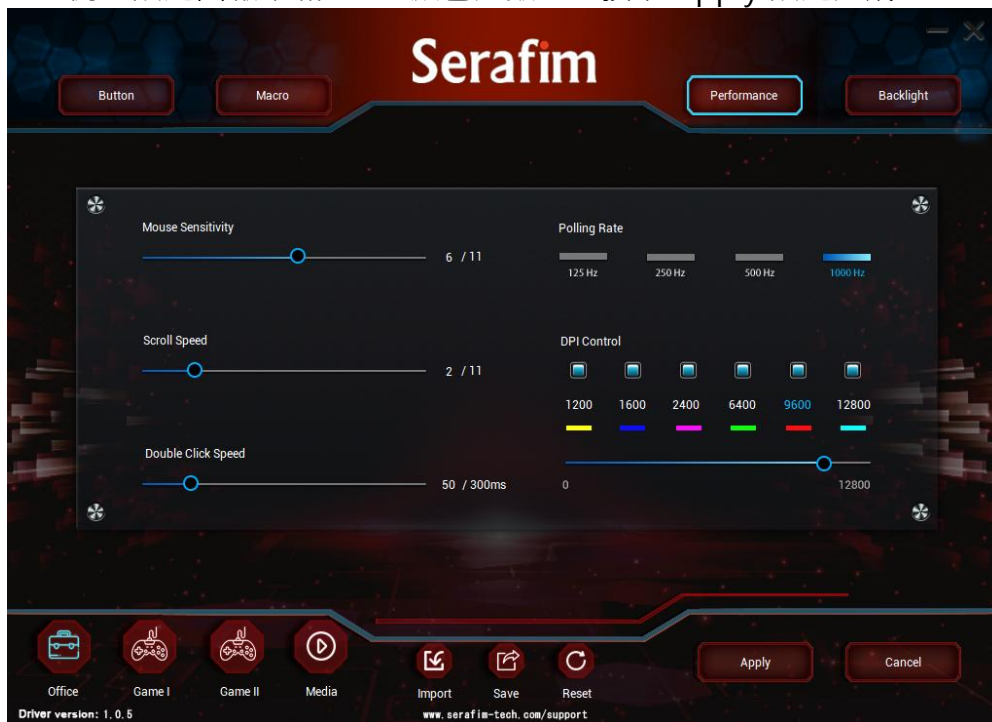 Apply
Serafim
Button
Macro
Performance
Backlight
Mouse Sensitivity
6 / 11
Polling Rate
125 Hz 250 Hz 500 Hz 1000 Hz
Scroll Speed
2 / 11
DPI Control
1200 1600 2400 6400 9600 12800
Double Click Speed
50 / 300ms
0 12800
Office Game I Game II Media
Import Save Reset
Apply Cancel
Driver version: 1.0.5
www.serafim-tech.com/support